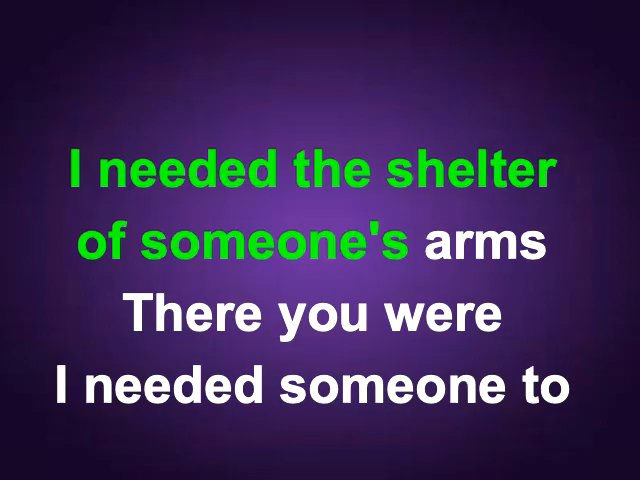 I needed the shelter
of someone's arms
There you were
I needed someone to